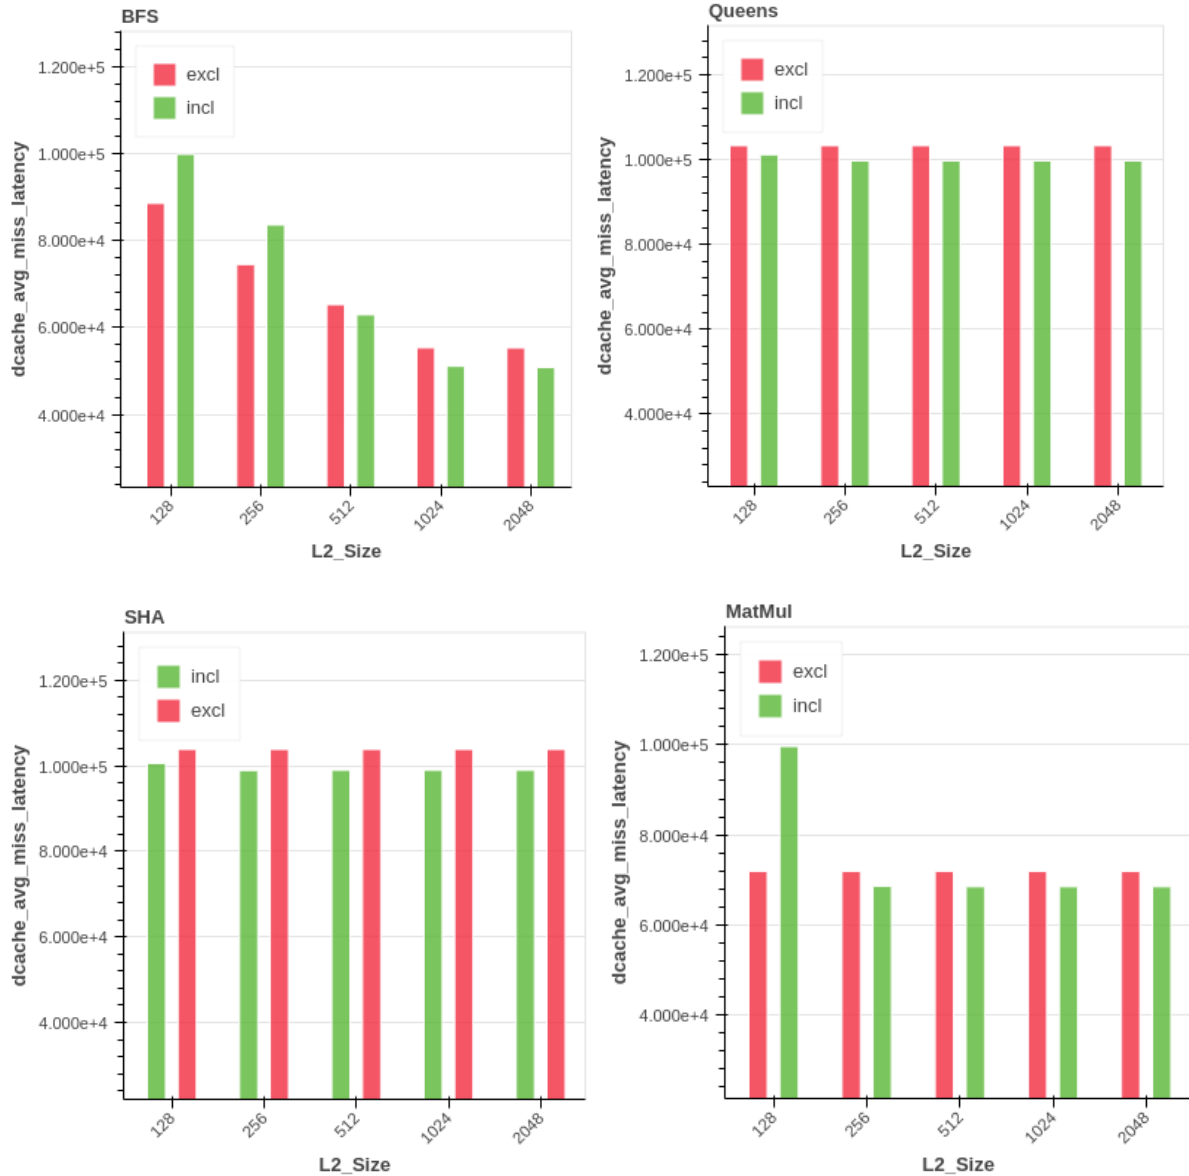 BFS
excl
incl
1.200e+5
1.000e+5
8.000e+4
6.000e+4
4.000e+4
dcache_avg_miss_latency
128
256
512
1024
2048
L2_Size
Queens
excl
incl
1.200e+5
1.000e+5
8.000e+4
6.000e+4
4.000e+4
dcache_avg_miss_latency
128
256
512
1024
2048
L2_Size
SHA
incl
excl
1.200e+5
1.000e+5
8.000e+4
6.000e+4
4.000e+4
dcache_avg_miss_latency
128
256
512
1024
2048
L2_Size
MatMul
excl
incl
1.200e+5
1.000e+5
8.000e+4
6.000e+4
4.000e+4
dcache_avg_miss_latency
128
256
512
1024
2048
L2_Size